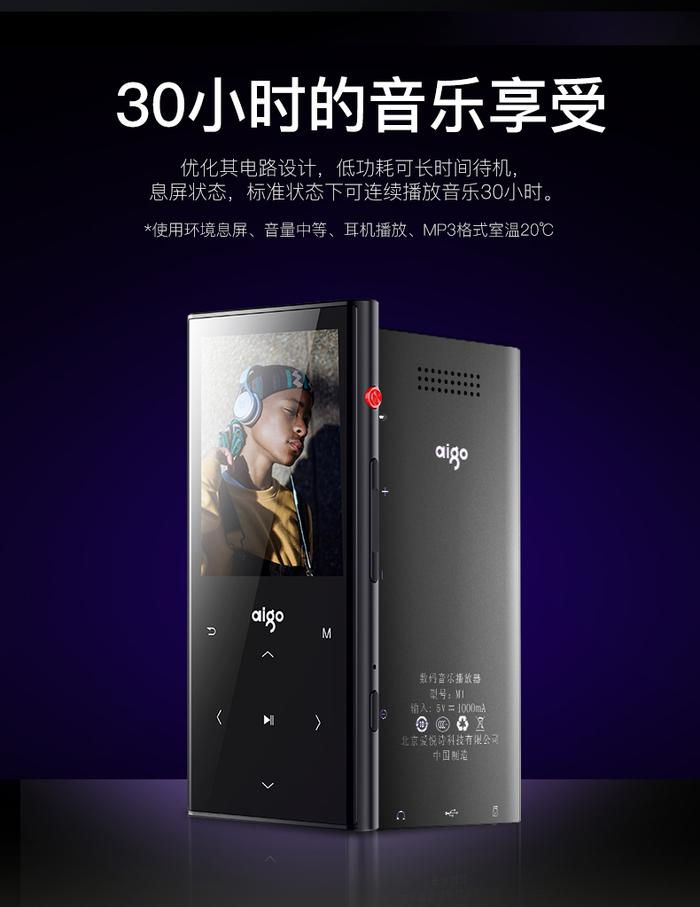 30小时的音乐享受
优化其电路设计，低功耗可长时间待机，
息屏状态，标准状态下可连续播放音乐30小时。
*使用环境息屏、音量中等、耳机播放、MP3格式室温20℃
aigo
aigo
M
数码音乐播放器
型号：M1
输入：5V⎓1000mA
北京爱悦诗科技有限公司
中国制造